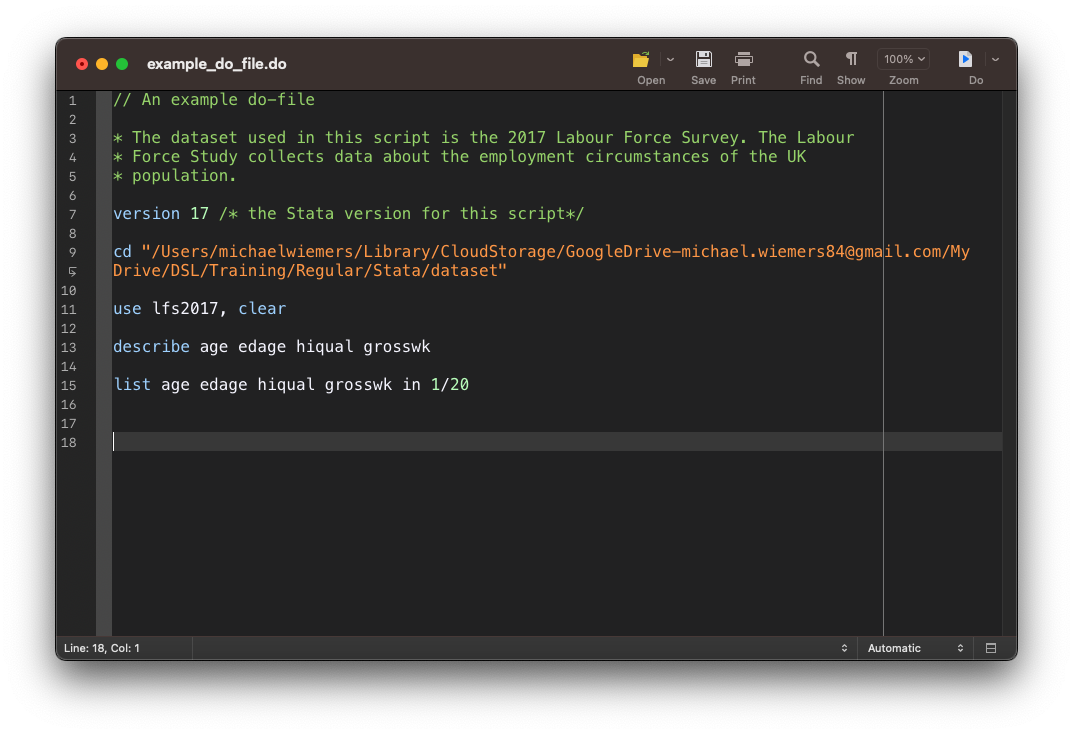 example_do_file.do
Open
Save
Print
Find
Show
100%
Zoom
Do
1 // An example do-file
2
3 * The dataset used in this script is the 2017 Labour Force Survey. The Labour
4 * Force Study collects data about the employment circumstances of the UK
5 * population.
6
7 version 17 /* the Stata version for this script*/
8
9 cd "/Users/michaelwiemers/Library/CloudStorage/GoogleDrive-michael.wiemers84@gmail.com/My
Drive/DSL/Training/Regular/Stata/dataset"
10
11 use lfs2017, clear
12
13 describe age edage hiqual grosswk
14
15 list age edage hiqual grosswk in 1/20
16
17
18
Line: 18, Col: 1
Automatic